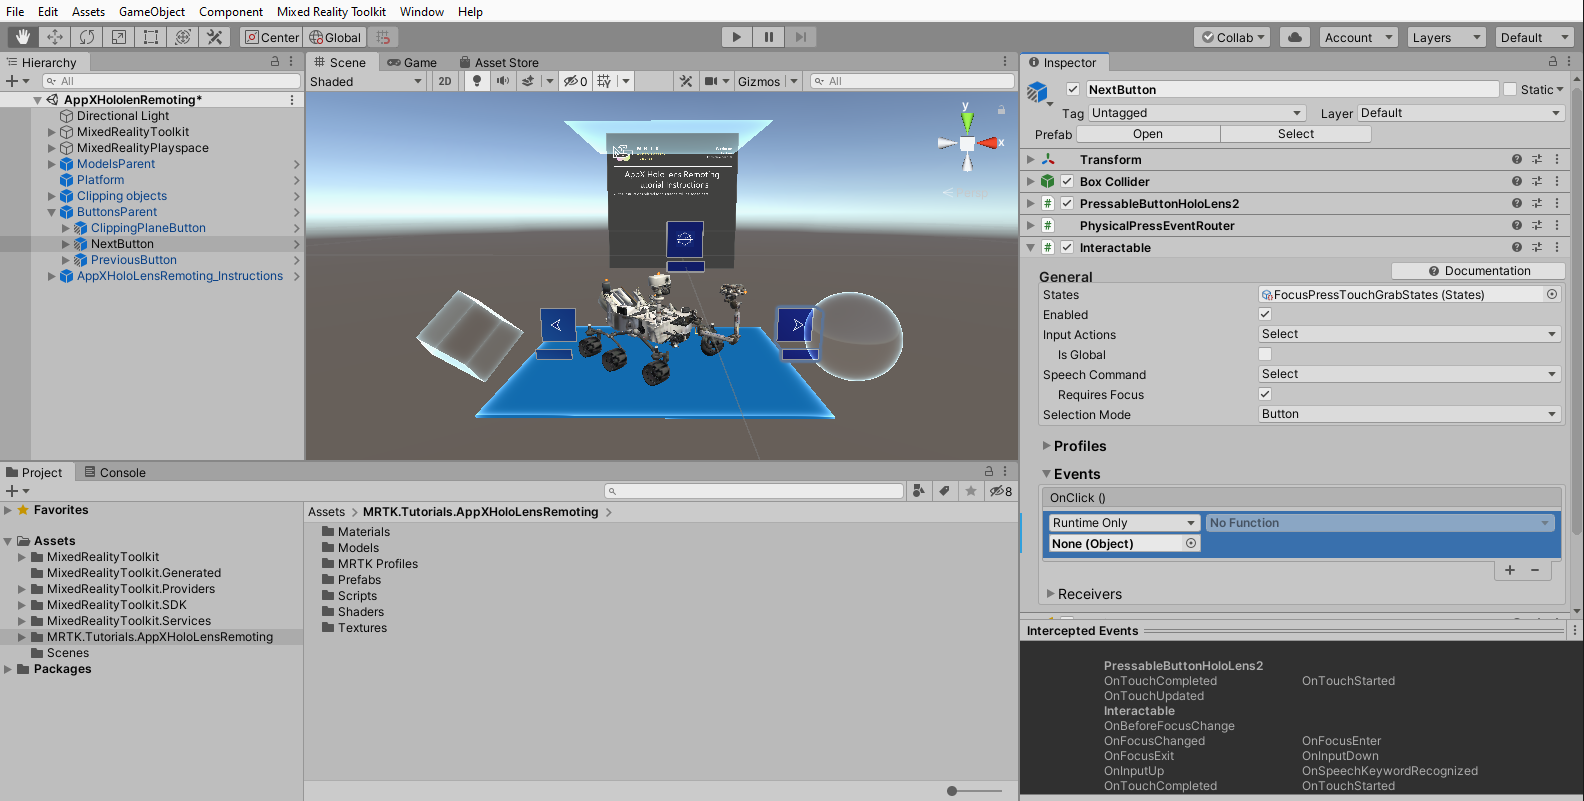 File Edit Assets GameObject Component Mixed Reality Toolkit Window Help
Center Global Collab Account Layers Default
Hierarchy
All
AppXHololenRemoting*
Directional Light
MixedRealityToolkit
MixedRealityPlayspace
ModelsParent
Platform
Clipping objects
ButtonsParent
ClippingPlaneButton
NextButton
PreviousButton
AppXHoloLensRemoting_Instructions
Scene Game Asset Store
Shaded 2D 0 Gizmos All
y
x
Persp
AppX HoloLens Remoting
utorial Instructions
Project Console
8
Favorites
Assets
MixedRealityToolkit
MixedRealityToolkit.Generated
MixedRealityToolkit.Providers
MixedRealityToolkit.SDK
MixedRealityToolkit.Services
MRTK.Tutorials.AppXHoloLensRemoting
Scenes
Packages
Assets > MRTK.Tutorials.AppXHoloLensRemoting >
Materials
Models
MRTK Profiles
Prefabs
Scripts
Shaders
Textures
Inspector
NextButton Static
Tag Untagged Layer Default
Prefab Open Select
Transform
Box Collider
PressableButtonHoloLens2
PhysicalPressEventRouter
Interactable
Documentation
General
States FocusPressTouchGrabStates (States)
Enabled
Input Actions Select
Is Global
Speech Command Select
Requires Focus
Selection Mode Button
Profiles
Events
OnClick ()
Runtime Only No Function
None (Object)
+ −
Receivers
Intercepted Events
PressableButtonHoloLens2
OnTouchCompleted OnTouchStarted
OnTouchUpdated
Interactable
OnBeforeFocusChange
OnFocusChanged OnFocusEnter
OnFocusExit OnInputDown
OnInputUp OnSpeechKeywordRecognized
OnTouchCompleted OnTouchStarted